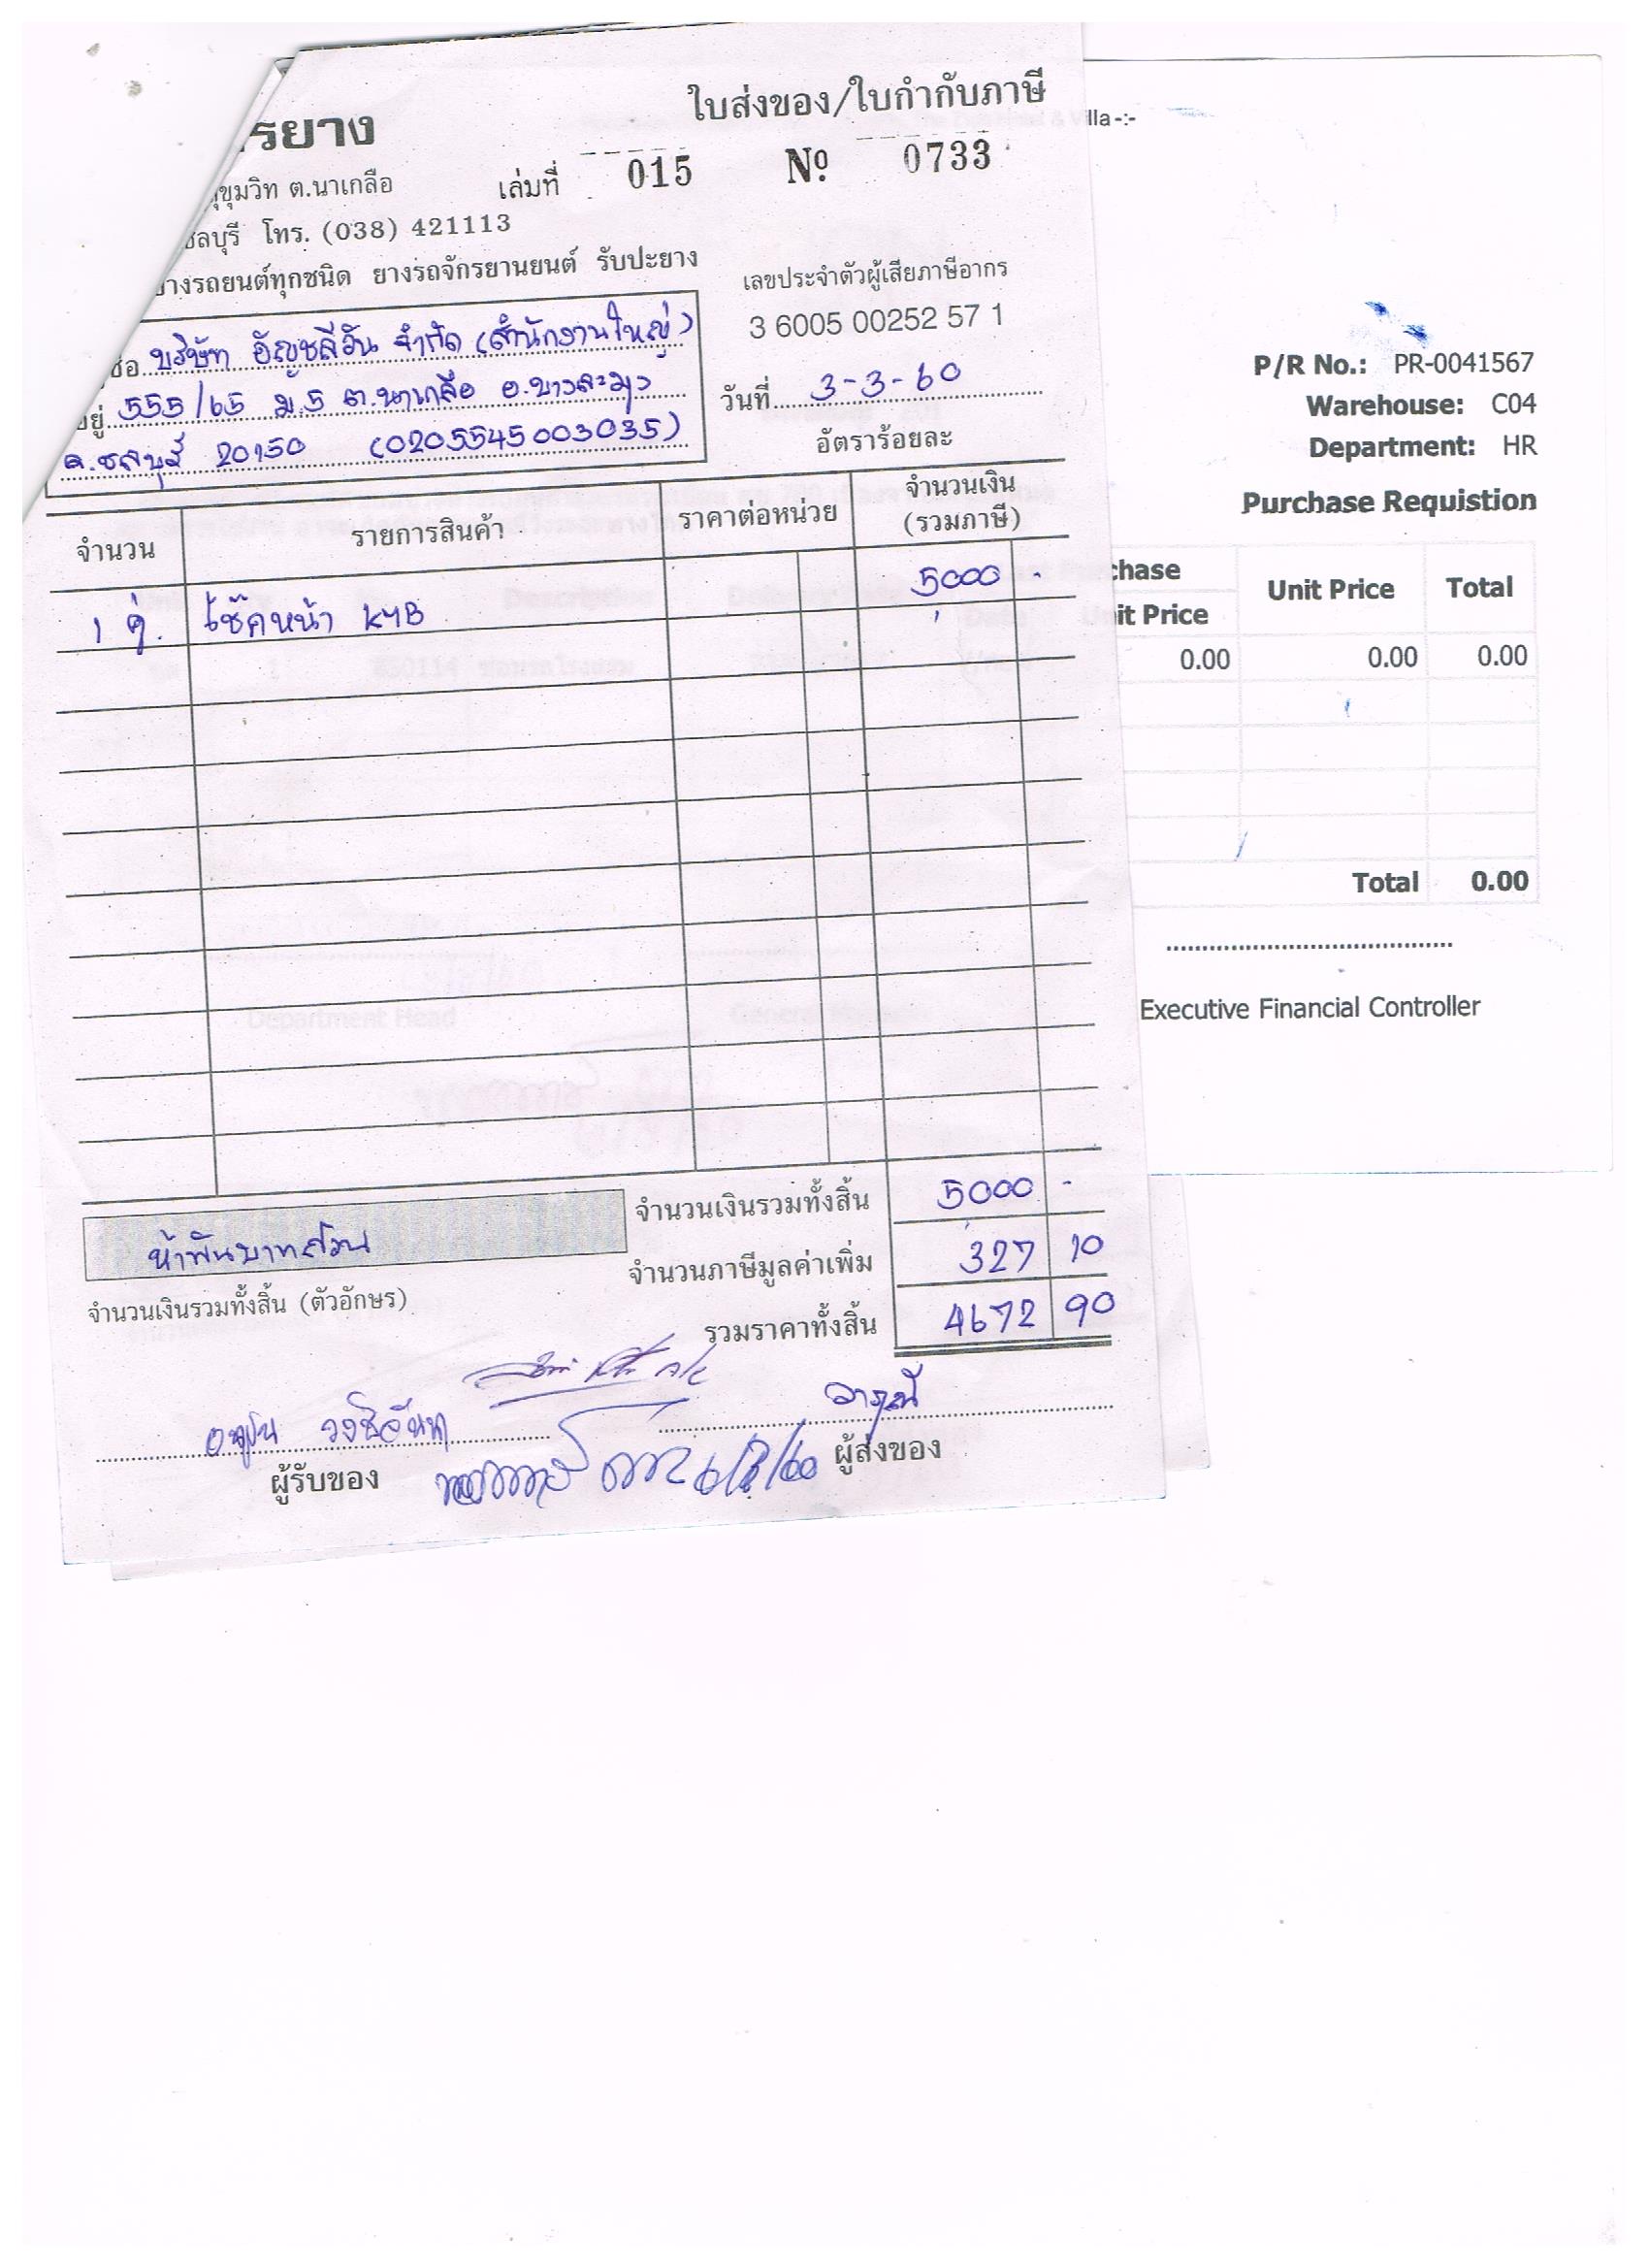 ใบส่งของ/ใบกำกับภาษี
รยาง
เล่มที่ 015 Nº 0733
สุขุมวิท ต.นาเกลือ
ชลบุรี โทร. (038) 421113
ยางรถยนต์ทุกชนิด ยางรถจักรยานยนต์ รับปะยาง
เลขประจำตัวผู้เสียภาษีอากร
3 6005 00252 57 1
ชื่อ บริษัท อัญชลีวัน จำกัด (สำนักงานใหญ่)
อยู่ 555/65 ม.5 ต.นาเกลือ อ.บางละมุง
จ.ชลบุรี 20150 (0205545003035)
วันที่ 3-3-60
อัตราร้อยละ
จำนวน รายการสินค้า ราคาต่อหน่วย จำนวนเงิน (รวมภาษี)
1 คู่. โช๊คหน้า KYB 5000 -
จำนวนเงินรวมทั้งสิ้น 5000 -
ห้าพันบาทถ้วน
จำนวนภาษีมูลค่าเพิ่ม 327 10
จำนวนเงินรวมทั้งสิ้น (ตัวอักษร)
รวมราคาทั้งสิ้น 4672 90
6/3/60
ผู้รับของ
ผู้ส่งของ
Villa -:-
P/R No.: PR-0041567
Warehouse: C04
Department: HR
Purchase Requistion
chase Unit Price Total
it Price
0.00 0.00 0.00
Total 0.00
Executive Financial Controller